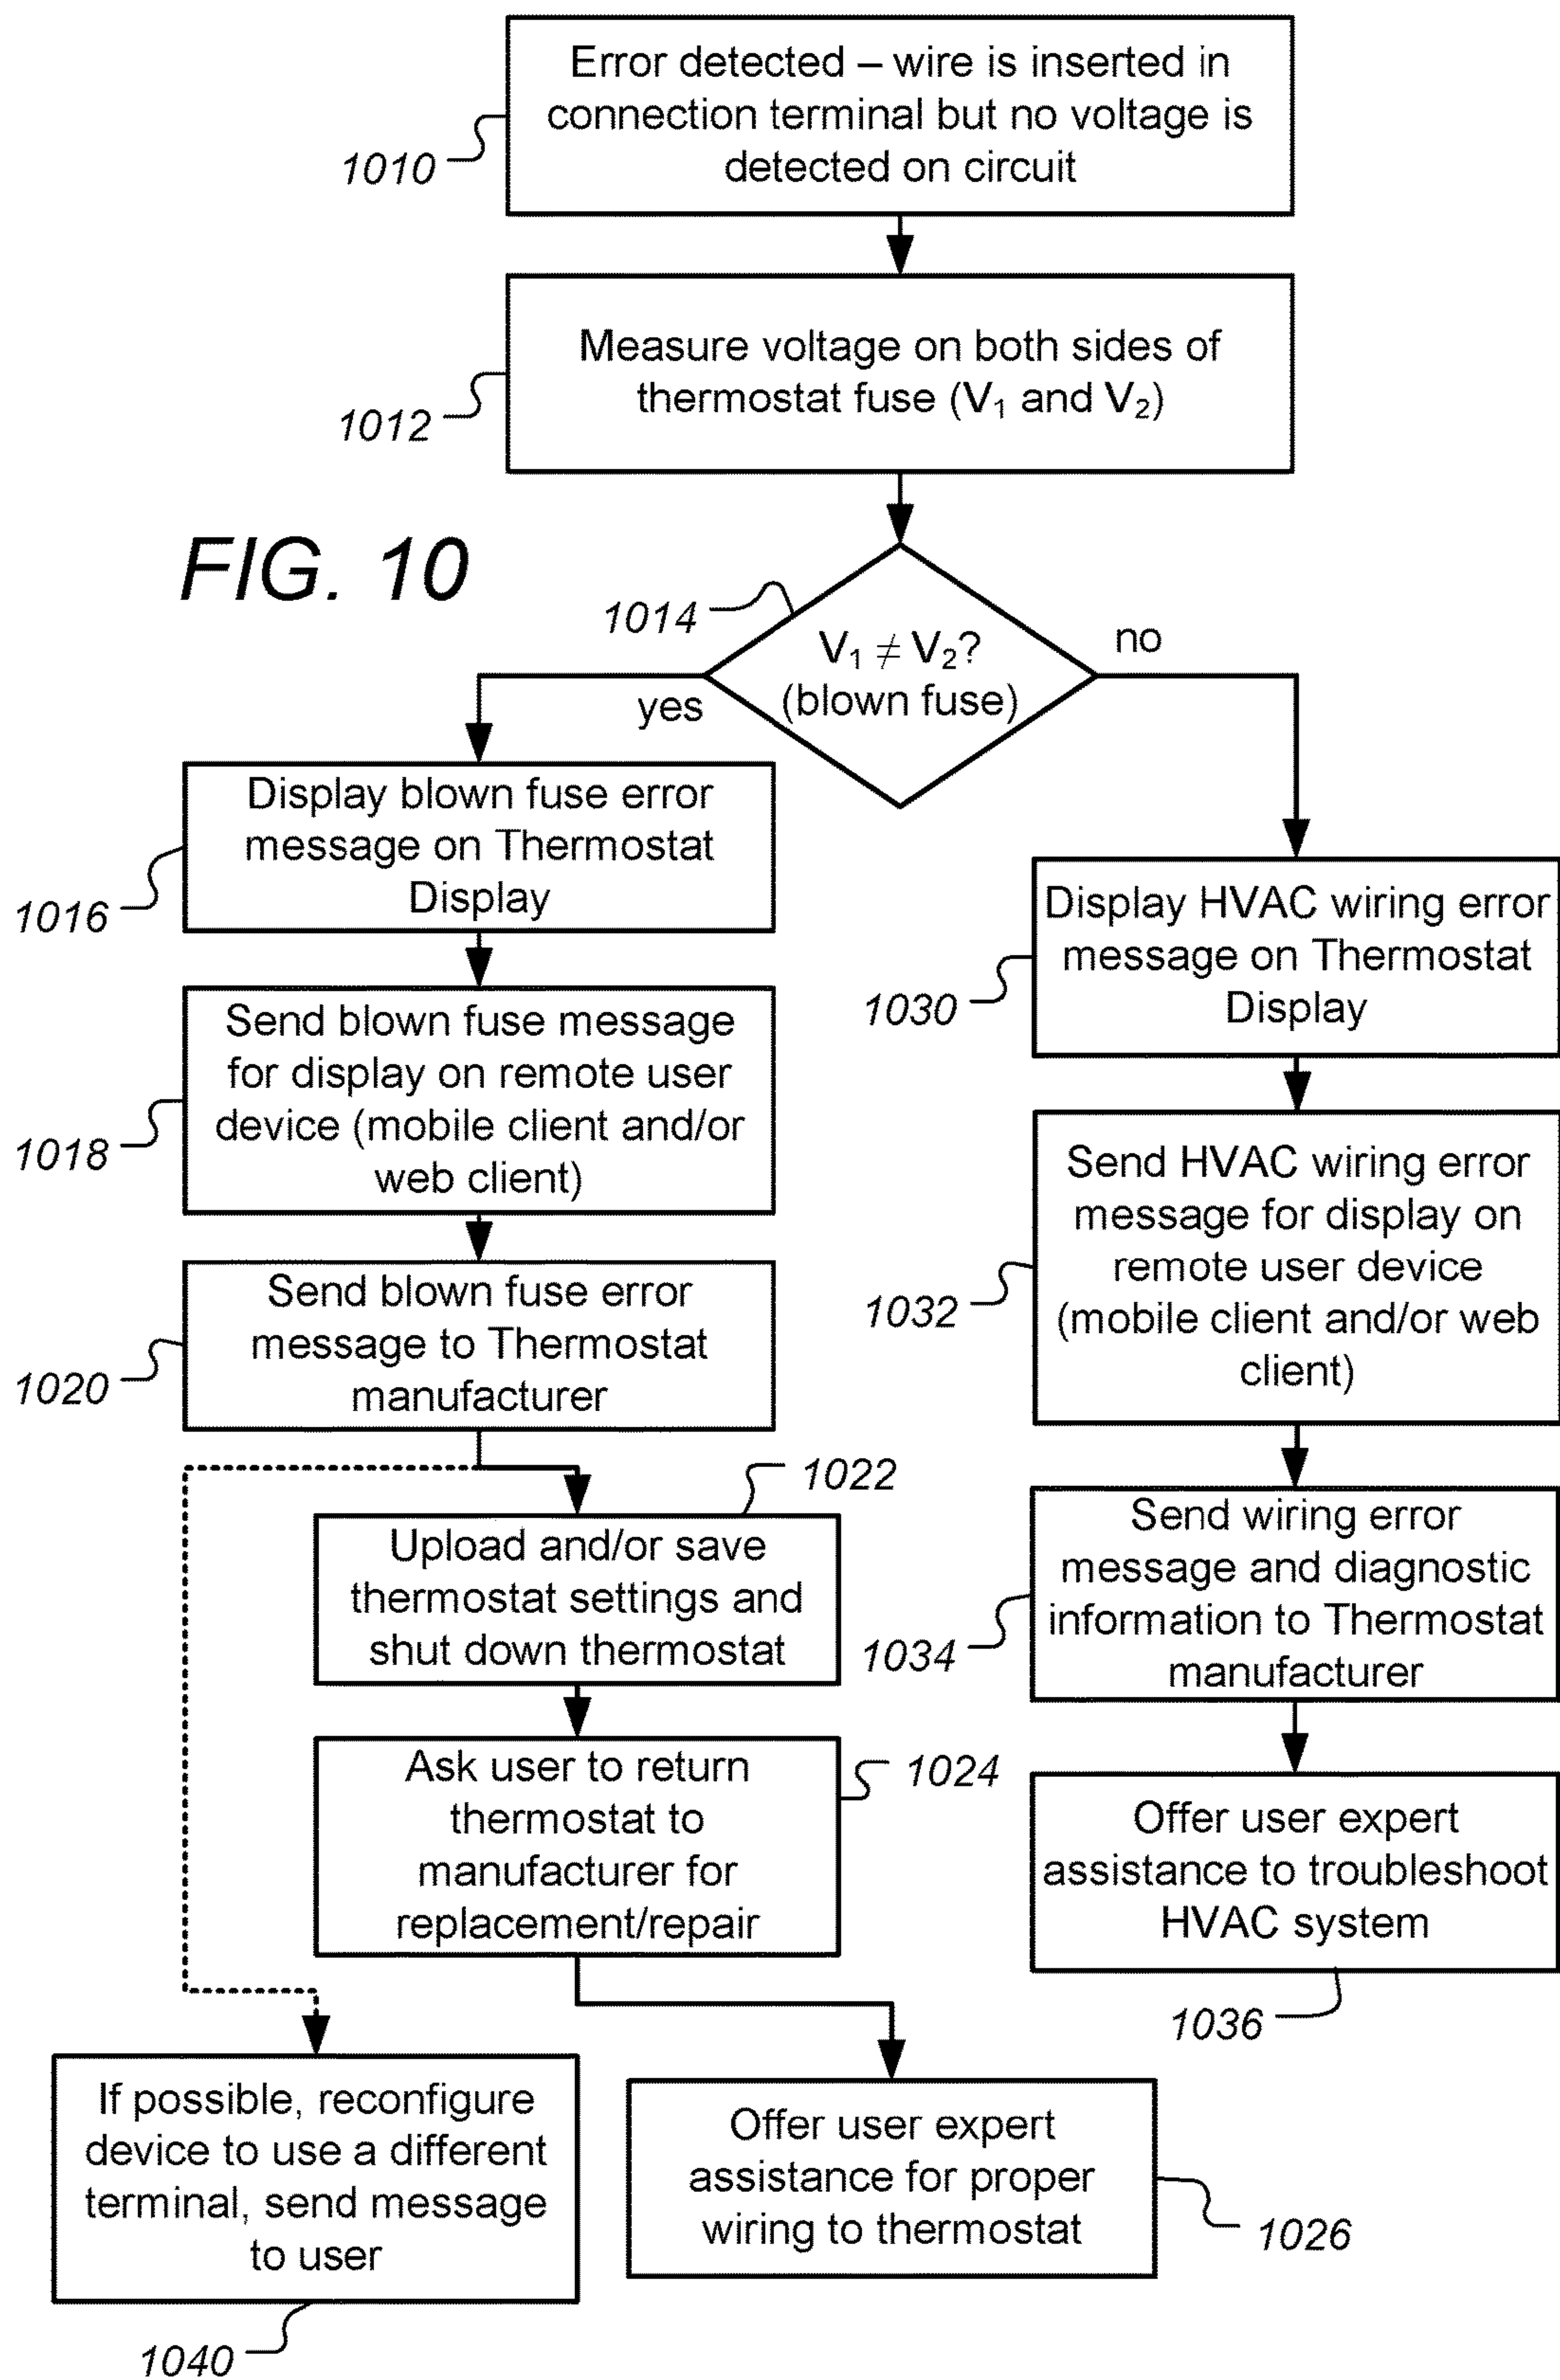 Error detected – wire is inserted in
connection terminal but no voltage is
detected on circuit
1010
Measure voltage on both sides of
thermostat fuse (V₁ and V₂)
1012
FIG. 10
1014
V₁ ≠ V₂?
(blown fuse)
yes
no
Display blown fuse error
message on Thermostat
Display
1016
Send blown fuse message
for display on remote user
device (mobile client and/or
web client)
1018
Send blown fuse error
message to Thermostat
manufacturer
1020
1022
Upload and/or save
thermostat settings and
shut down thermostat
Ask user to return
thermostat to
manufacturer for
replacement/repair
1024
If possible, reconfigure
device to use a different
terminal, send message
to user
1040
Offer user expert
assistance for proper
wiring to thermostat
1026
Display HVAC wiring error
message on Thermostat
Display
1030
Send HVAC wiring error
message for display on
remote user device
(mobile client and/or web
client)
1032
Send wiring error
message and diagnostic
information to Thermostat
manufacturer
1034
Offer user expert
assistance to troubleshoot
HVAC system
1036